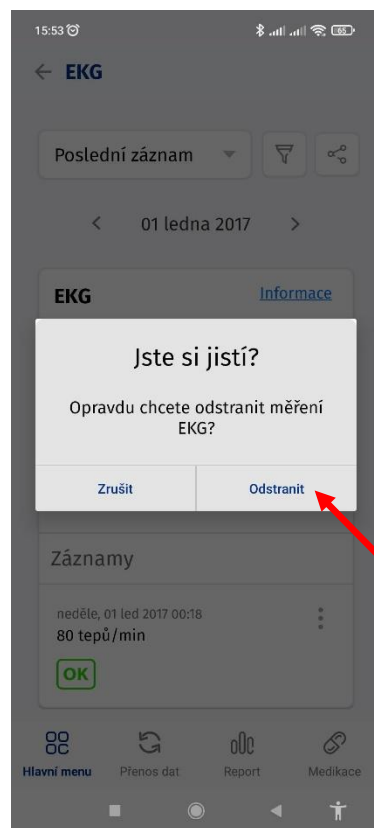 15:53
65
EKG
Poslední záznam
01 ledna 2017
EKG
Informace
Jste si jistí?
Opravdu chcete odstranit měření
EKG?
Zrušit
Odstranit
Záznamy
neděle, 01 led 2017 00:18
80 tepů/min
OK
Hlavní menu
Přenos dat
Report
Medikace